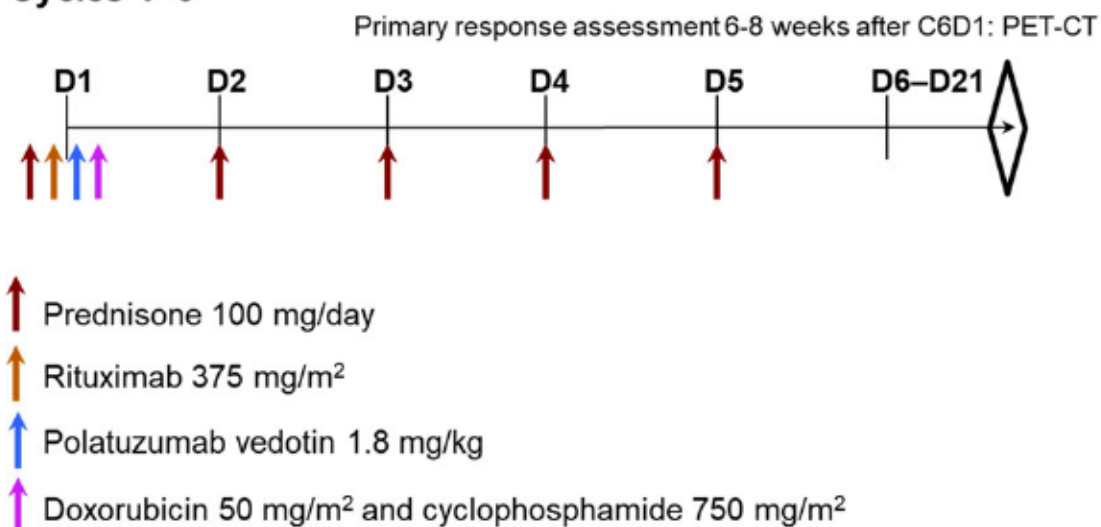 Primary response assessment 6-8 weeks after C6D1: PET-CT
D1 D2 D3 D4 D5 D6–D21
Prednisone 100 mg/day
Rituximab 375 mg/m²
Polatuzumab vedotin 1.8 mg/kg
Doxorubicin 50 mg/m² and cyclophosphamide 750 mg/m²